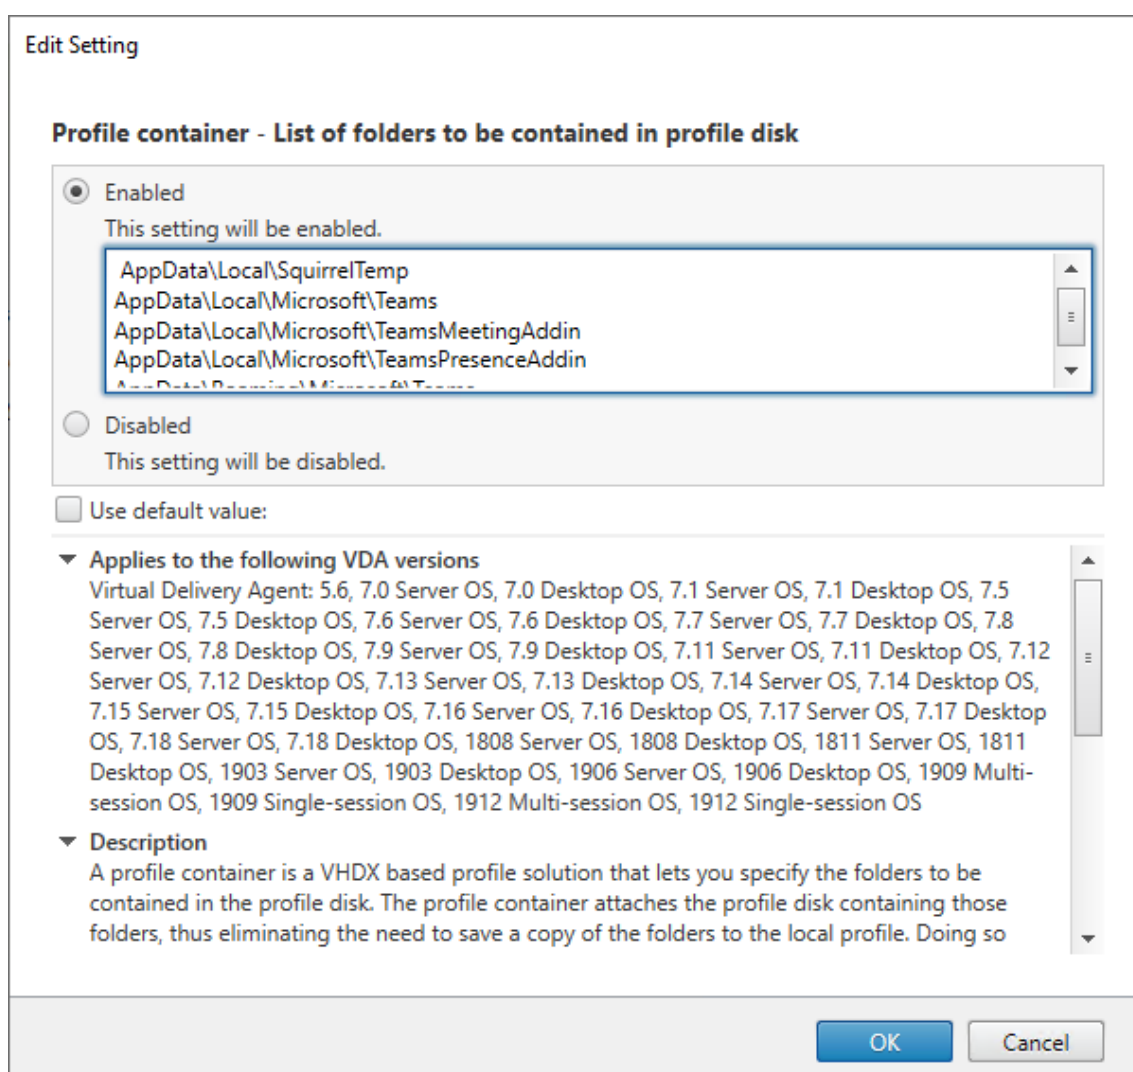 Edit Setting
Profile container - List of folders to be contained in profile disk
Enabled
This setting will be enabled.
AppData\Local\SquirrelTemp
AppData\Local\Microsoft\Teams
AppData\Local\Microsoft\TeamsMeetingAddin
AppData\Local\Microsoft\TeamsPresenceAddin
AppData\Roaming\Microsoft\Teams
Disabled
This setting will be disabled.
Use default value:
Applies to the following VDA versions
Virtual Delivery Agent: 5.6, 7.0 Server OS, 7.0 Desktop OS, 7.1 Server OS, 7.1 Desktop OS, 7.5
Server OS, 7.5 Desktop OS, 7.6 Server OS, 7.6 Desktop OS, 7.7 Server OS, 7.7 Desktop OS, 7.8
Server OS, 7.8 Desktop OS, 7.9 Server OS, 7.9 Desktop OS, 7.11 Server OS, 7.11 Desktop OS, 7.12
Server OS, 7.12 Desktop OS, 7.13 Server OS, 7.13 Desktop OS, 7.14 Server OS, 7.14 Desktop OS,
7.15 Server OS, 7.15 Desktop OS, 7.16 Server OS, 7.16 Desktop OS, 7.17 Server OS, 7.17 Desktop
OS, 7.18 Server OS, 7.18 Desktop OS, 1808 Server OS, 1808 Desktop OS, 1811 Server OS, 1811
Desktop OS, 1903 Server OS, 1903 Desktop OS, 1906 Server OS, 1906 Desktop OS, 1909 Multi-
session OS, 1909 Single-session OS, 1912 Multi-session OS, 1912 Single-session OS
Description
A profile container is a VHDX based profile solution that lets you specify the folders to be
contained in the profile disk. The profile container attaches the profile disk containing those
folders, thus eliminating the need to save a copy of the folders to the local profile. Doing so
OK
Cancel